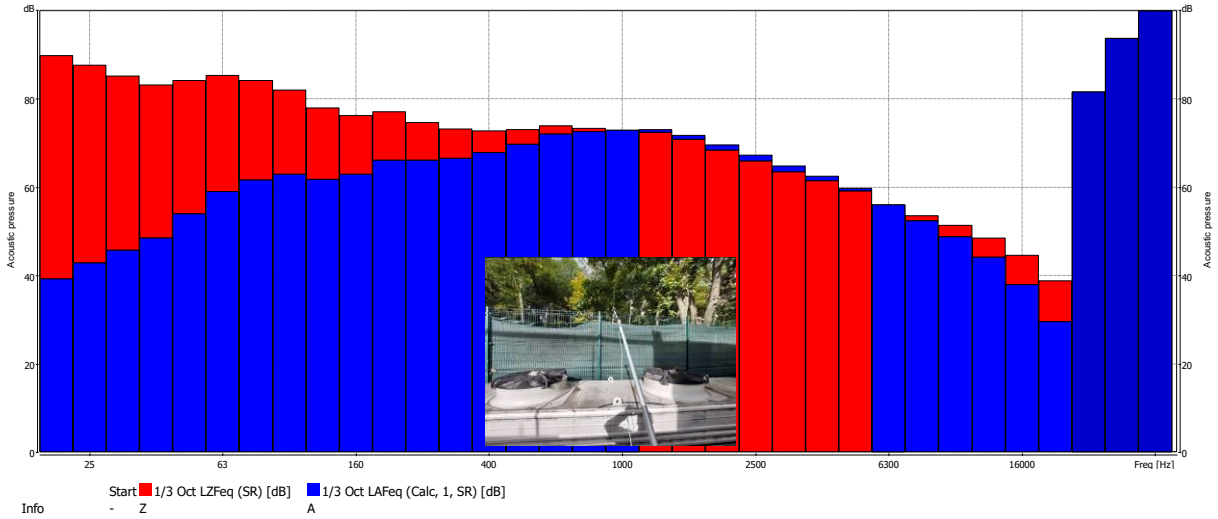 dB dB
80 80
60 60
40 40
20 20
0 0
Acoustic pressure
Acoustic pressure
25 63 160 400 1000 2500 6300 16000 Freq [Hz]
Start 1/3 Oct LZFeq (SR) [dB] 1/3 Oct LAFeq (Calc, 1, SR) [dB]
Info - Z A